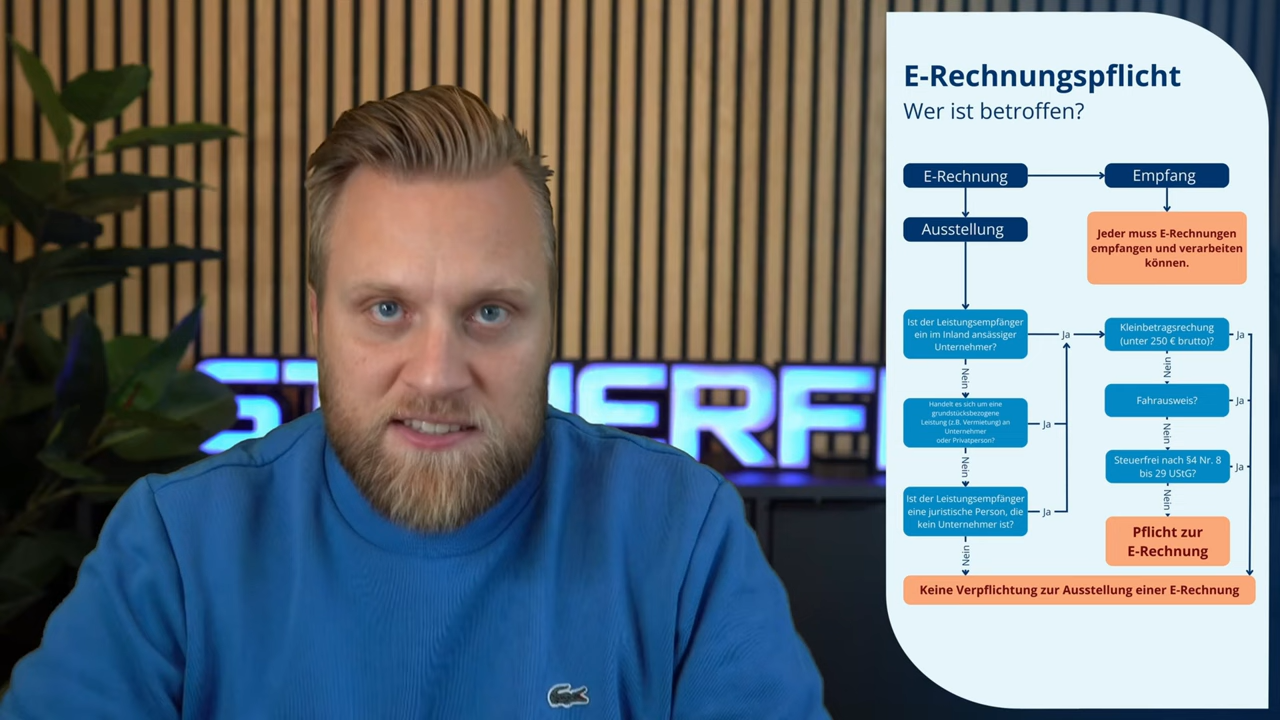 E-Rechnungspflicht
Wer ist betroffen?
E-Rechnung
Empfang
Ausstellung
Jeder muss E-Rechnungen
empfangen und verarbeiten
können.
Ist der Leistungsempfänger
ein im Inland ansässiger
Unternehmer?
Ja
Kleinbetragsrechung
(unter 250 € brutto)?
Ja
Nein
Nein
Handelt es sich um eine
grundstücksbezogene
Leistung (z.B. Vermietung) an
Unternehmer
oder Privatperson?
Ja
Fahrausweis?
Ja
Nein
Nein
Steuerfrei nach §4 Nr. 8
bis 29 UStG?
Ja
Ist der Leistungsempfänger
eine juristische Person, die
kein Unternehmer ist?
Ja
Nein
Nein
Pflicht zur
E-Rechnung
Keine Verpflichtung zur Ausstellung einer E-Rechnung